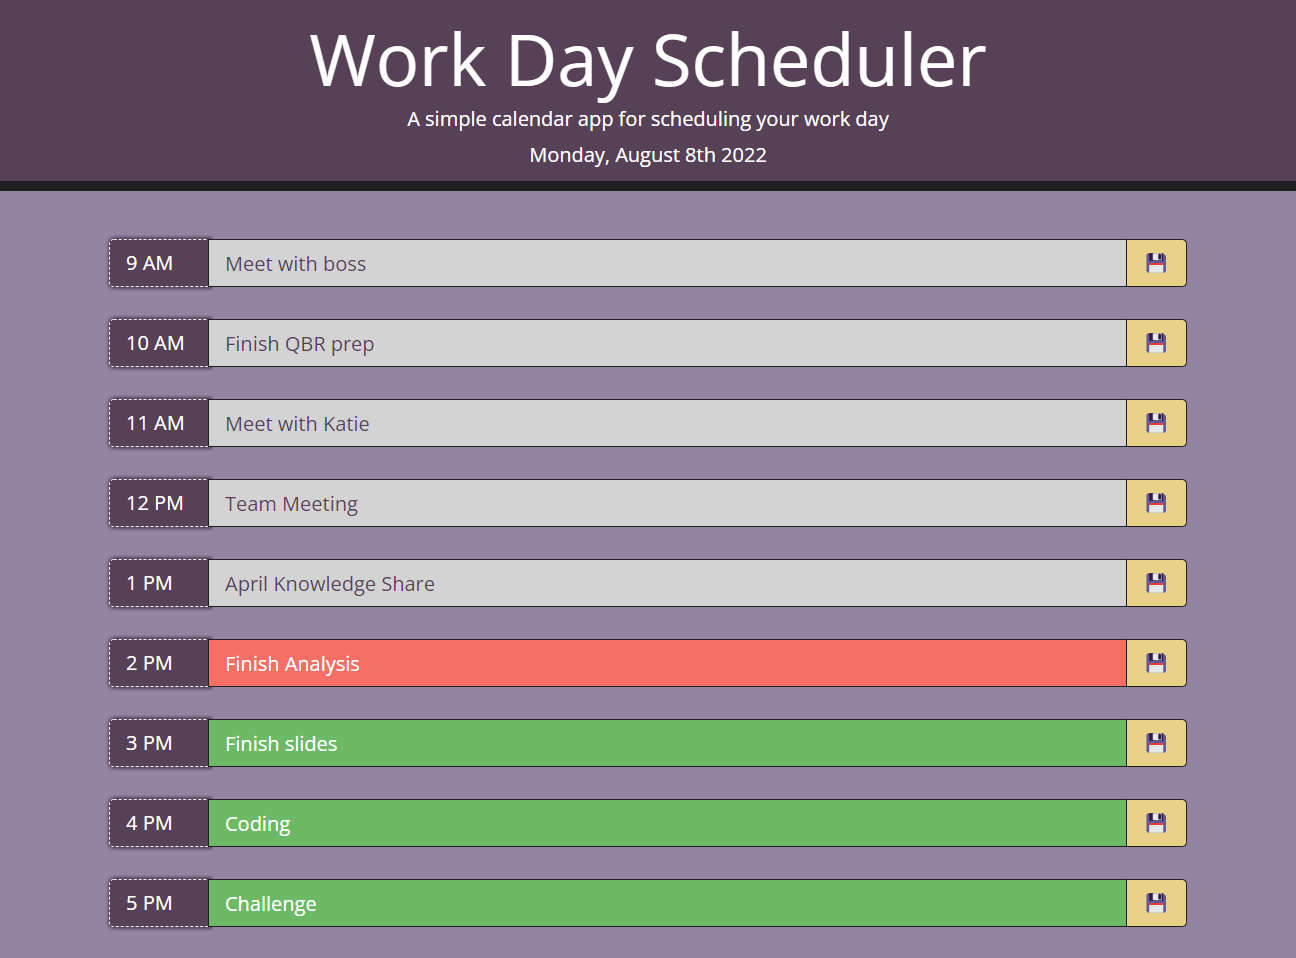 Work Day Scheduler
A simple calendar app for scheduling your work day
Monday, August 8th 2022
9 AM Meet with boss
10 AM Finish QBR prep
11 AM Meet with Katie
12 PM Team Meeting
1 PM April Knowledge Share
2 PM Finish Analysis
3 PM Finish slides
4 PM Coding
5 PM Challenge